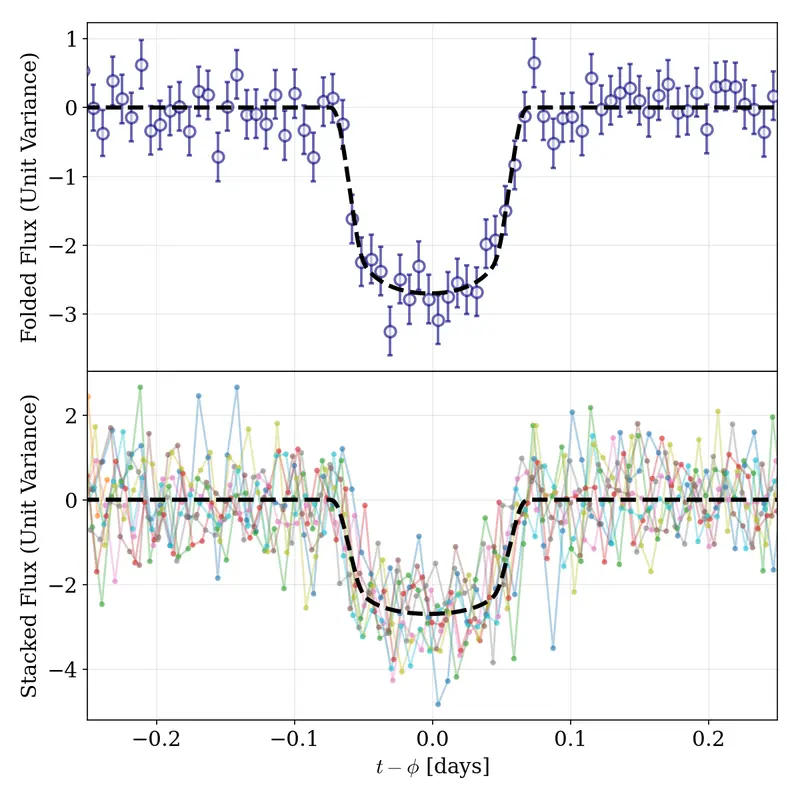 Folded Flux (Unit Variance)
1
0
−1
−2
−3
Stacked Flux (Unit Variance)
2
0
−2
−4
−0.2 −0.1 0.0 0.1 0.2
t − ϕ [days]